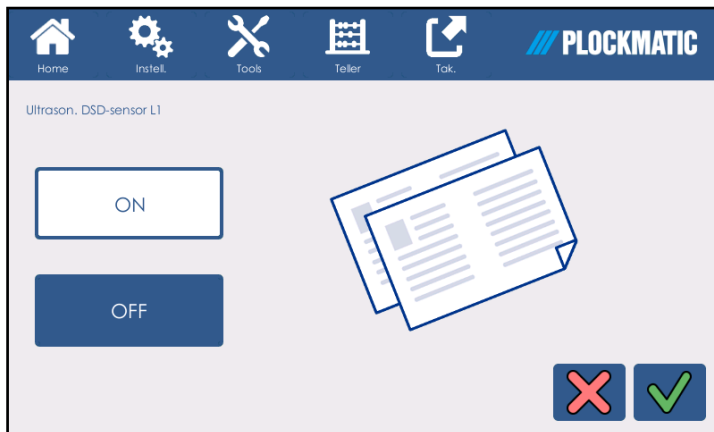 Home Instell. Tools Teller Tak. PLOCKMATIC
Ultrason. DSD-sensor L1
ON
OFF